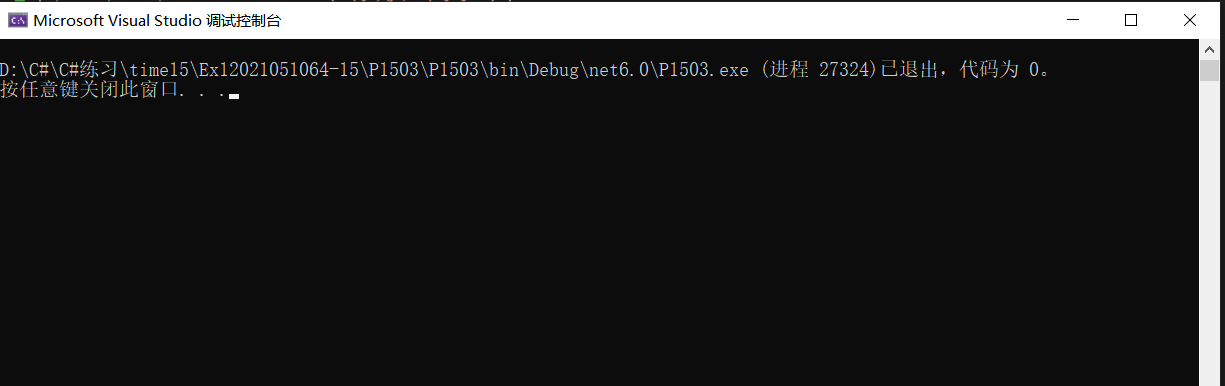 Microsoft Visual Studio 调试控制台
D:\C#\C#练习\time15\Ex12021051064-15\P1503\P1503\bin\Debug\net6.0\P1503.exe (进程 27324)已退出，代码为 0。
按任意键关闭此窗口. . .